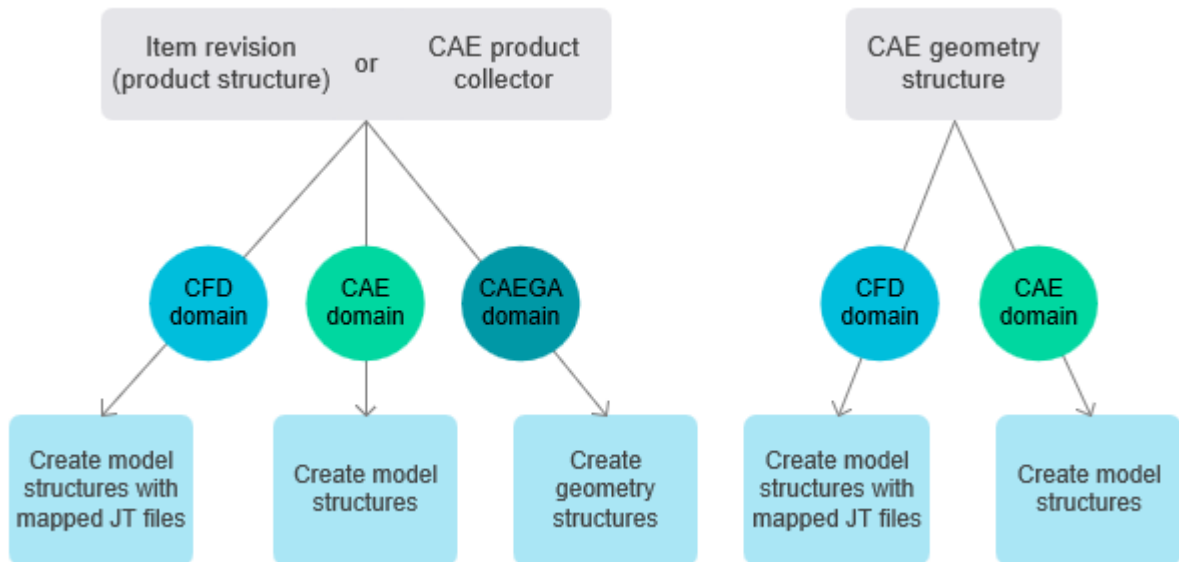 Item revision
(product structure)
or
CAE product
collector
CAE geometry
structure
CFD
domain
CAE
domain
CAEGA
domain
CFD
domain
CAE
domain
Create model
structures with
mapped JT files
Create model
structures
Create
geometry
structures
Create model
structures with
mapped JT files
Create model
structures